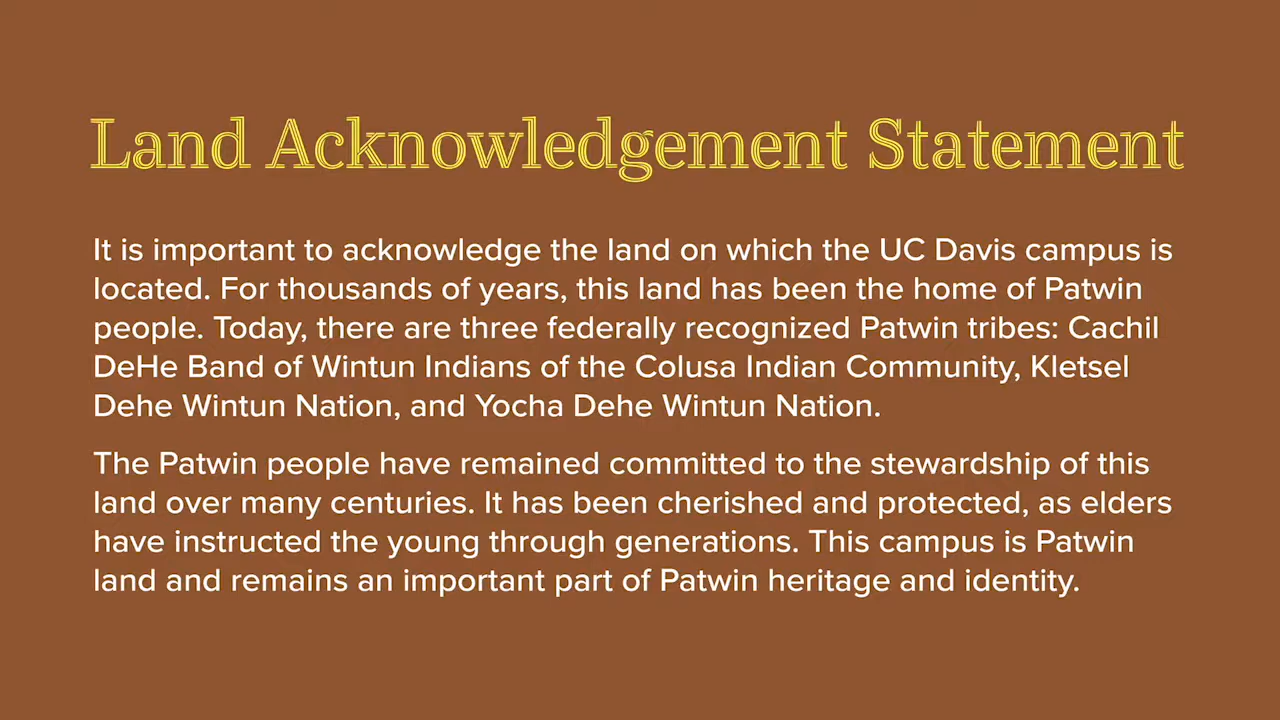 Land Acknowledgement Statement
It is important to acknowledge the land on which the UC Davis campus is
located. For thousands of years, this land has been the home of Patwin
people. Today, there are three federally recognized Patwin tribes: Cachil
DeHe Band of Wintun Indians of the Colusa Indian Community, Kletsel
Dehe Wintun Nation, and Yocha Dehe Wintun Nation.
The Patwin people have remained committed to the stewardship of this
land over many centuries. It has been cherished and protected, as elders
have instructed the young through generations. This campus is Patwin
land and remains an important part of Patwin heritage and identity.